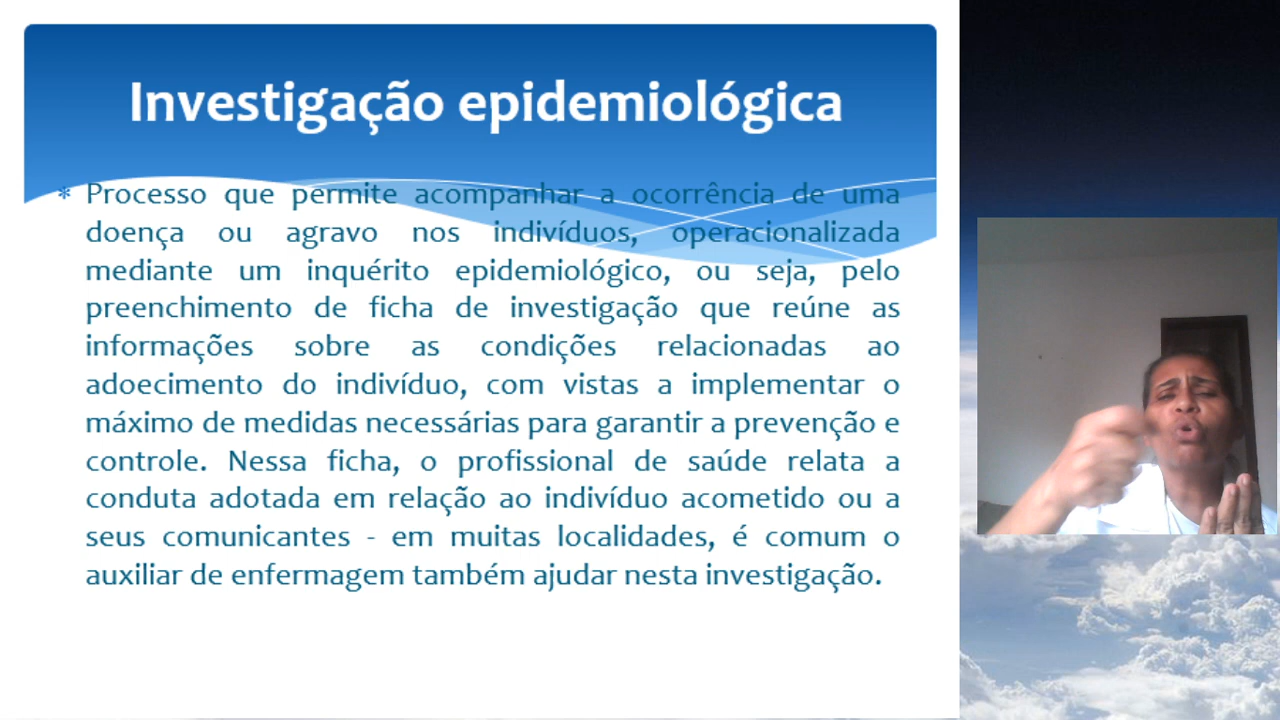 Investigação epidemiológica
* Processo que permite acompanhar a ocorrência de uma
doença ou agravo nos indivíduos, operacionalizada
mediante um inquérito epidemiológico, ou seja, pelo
preenchimento de ficha de investigação que reúne as
informações sobre as condições relacionadas ao
adoecimento do indivíduo, com vistas a implementar o
máximo de medidas necessárias para garantir a prevenção e
controle. Nessa ficha, o profissional de saúde relata a
conduta adotada em relação ao indivíduo acometido ou a
seus comunicantes - em muitas localidades, é comum o
auxiliar de enfermagem também ajudar nesta investigação.